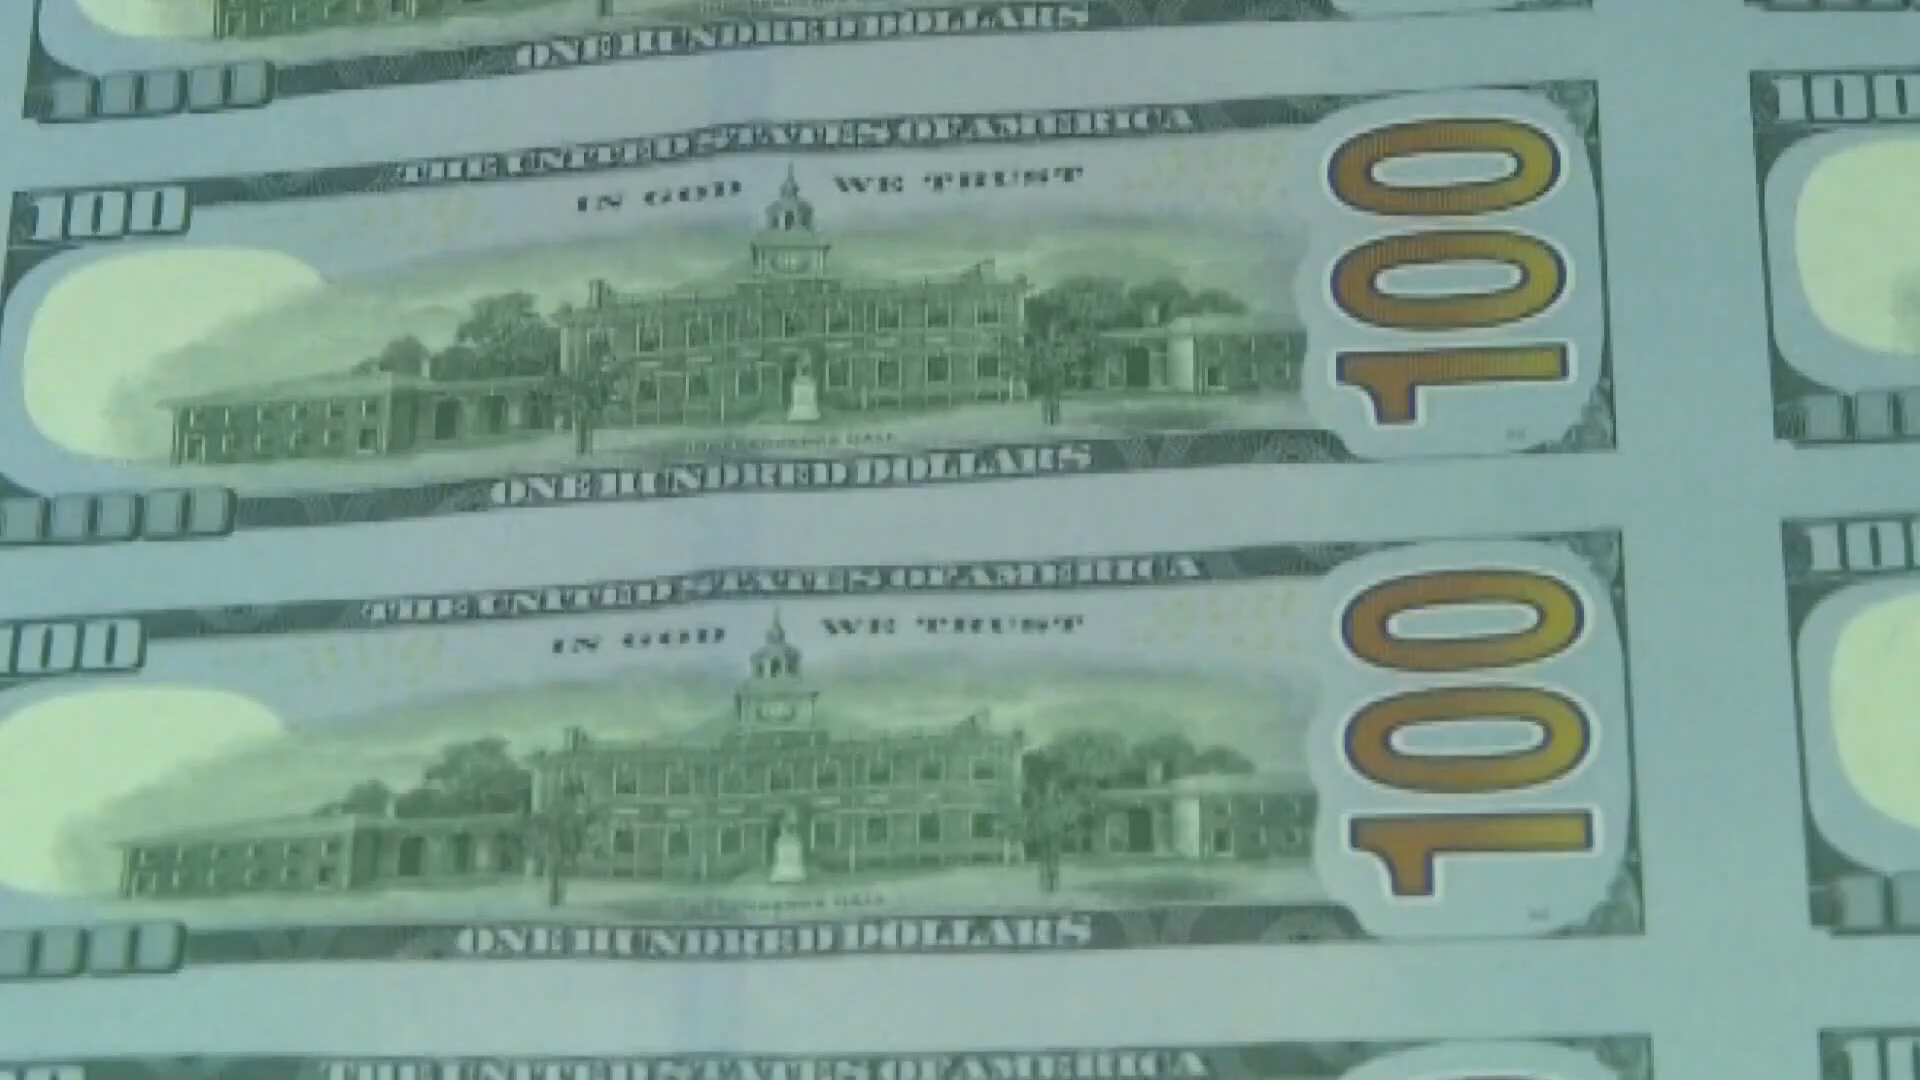 ONE HUNDRED DOLLARS
THE UNITED STATES OF AMERICA
100
IN GOD WE TRUST
100
100
ONE HUNDRED DOLLARS
THE UNITED STATES OF AMERICA
100
IN GOD WE TRUST
100
100
ONE HUNDRED DOLLARS
THE UNITED STATES OF AMERICA